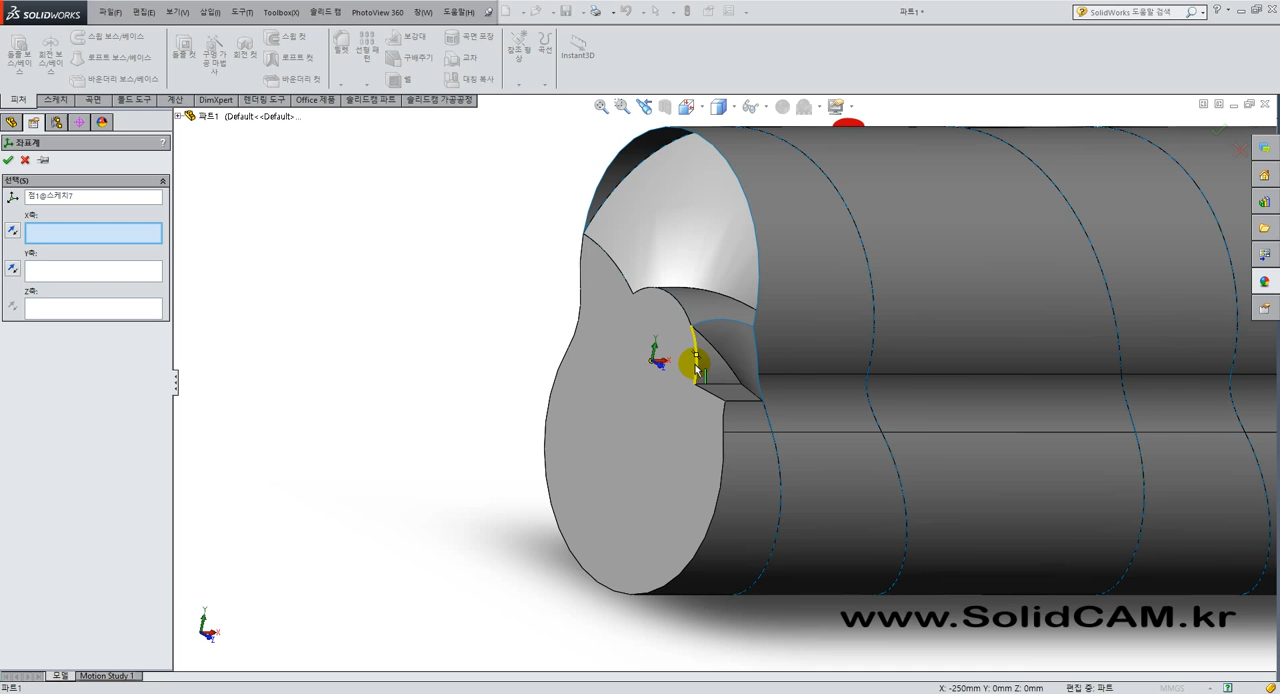 SOLIDWORKS 파일(F) 편집(E) 보기(V) 삽입(I) 도구(T) Toolbox(X) 솔리드 캠 PhotoView 360 창(W) 도움말(H) 파트1 * SolidWorks 도움말 검색
돌출 보스/베이스 회전 보스/베이스 스윕 보스/베이스 로프트 보스/베이스 바운더리 보스/베이스 돌출 컷 구멍 가공 마법사 회전 컷 스윕 컷 로프트 컷 바운더리 컷 필렛 선형 패턴 보강대 구배주기 쉘 곡면 포장 교차 대칭 복사 참조 형상 곡선 Instant3D
피처 스케치 곡면 몰드 도구 계산 DimXpert 렌더링 도구 Office 제품 솔리드캠 파트 솔리드캠 가공공정
파트1 (Default<<Default>...
좌표계 ?
선택(S)
점1@스케치7
X축:
Y축:
Z축:
www.SolidCAM.kr
모델 Motion Study 1
파트1 X: -250mm Y: 0mm Z: 0mm 편집 중: 파트 MMGS